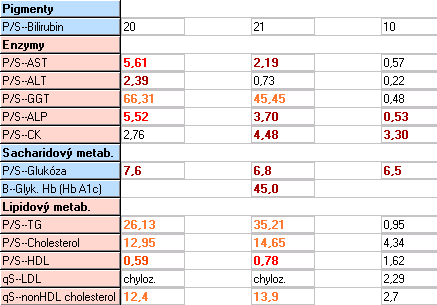 Pigmenty
P/S--Bilirubin 20 21 10
Enzymy
P/S--AST 5,61 2,19 0,57
P/S--ALT 2,39 0,73 0,22
P/S--GGT 66,31 45,45 0,48
P/S--ALP 5,52 3,70 0,53
P/S--CK 2,76 4,48 3,30
Sacharidový metab.
P/S--Glukóza 7,6 6,8 6,5
B--Glyk. Hb (Hb A1c) 45,0
Lipidový metab.
P/S--TG 26,13 35,21 0,95
P/S--Cholesterol 12,95 14,65 4,34
P/S--HDL 0,59 0,78 1,62
qS--LDL chyloz. chyloz. 2,29
qS--nonHDL cholesterol 12,4 13,9 2,7